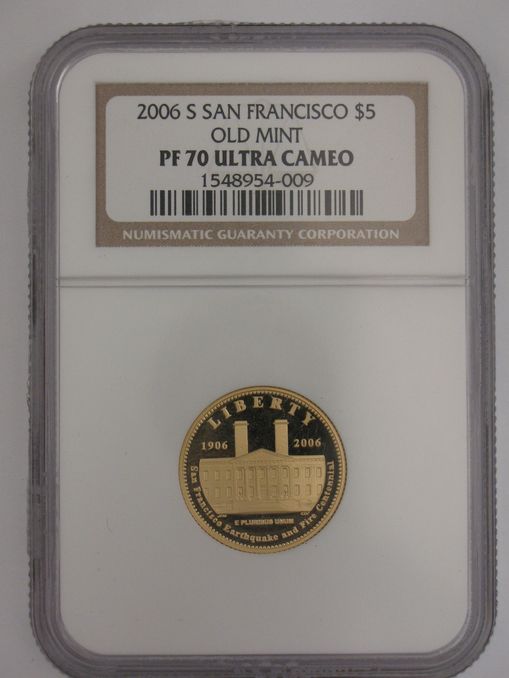 2006 S SAN FRANCISCO $5
OLD MINT
PF 70 ULTRA CAMEO
1548954-009
NUMISMATIC GUARANTY CORPORATION
LIBERTY
1906 2006
San Francisco Earthquake and Fire Centennial
E PLURIBUS UNUM